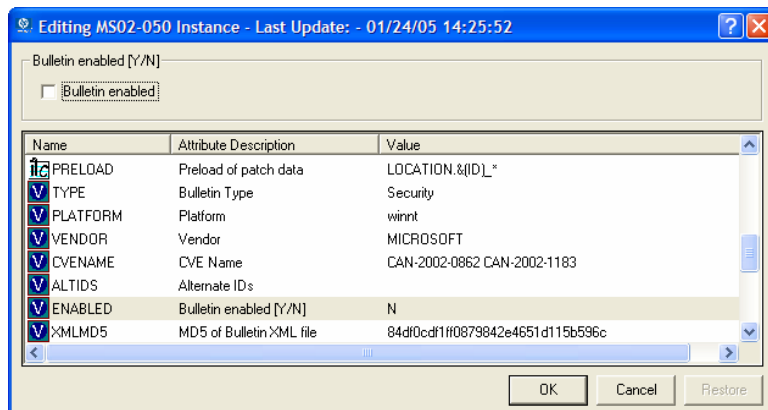 Editing MS02-050 Instance - Last Update: - 01/24/05 14:25:52
Bulletin enabled [Y/N]
Bulletin enabled
Name Attribute Description Value
PRELOAD Preload of patch data LOCATION.&(ID)_*
TYPE Bulletin Type Security
PLATFORM Platform winnt
VENDOR Vendor MICROSOFT
CVENAME CVE Name CAN-2002-0862 CAN-2002-1183
ALTIDS Alternate IDs
ENABLED Bulletin enabled [Y/N] N
XMLMD5 MD5 of Bulletin XML file 84df0cdf1ff0879842e4651d115b596c
OK Cancel Restore